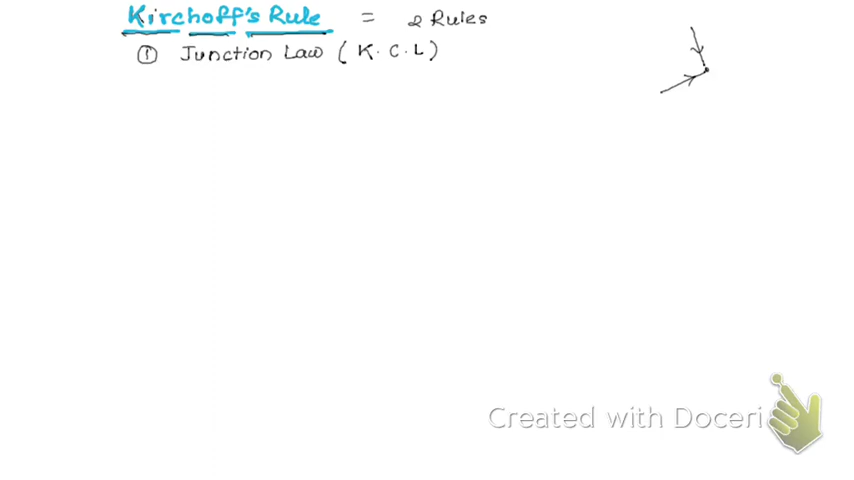 Kirchoff's Rule = 2 Rules
① Junction Law (K.C.L)
Created with Doceri